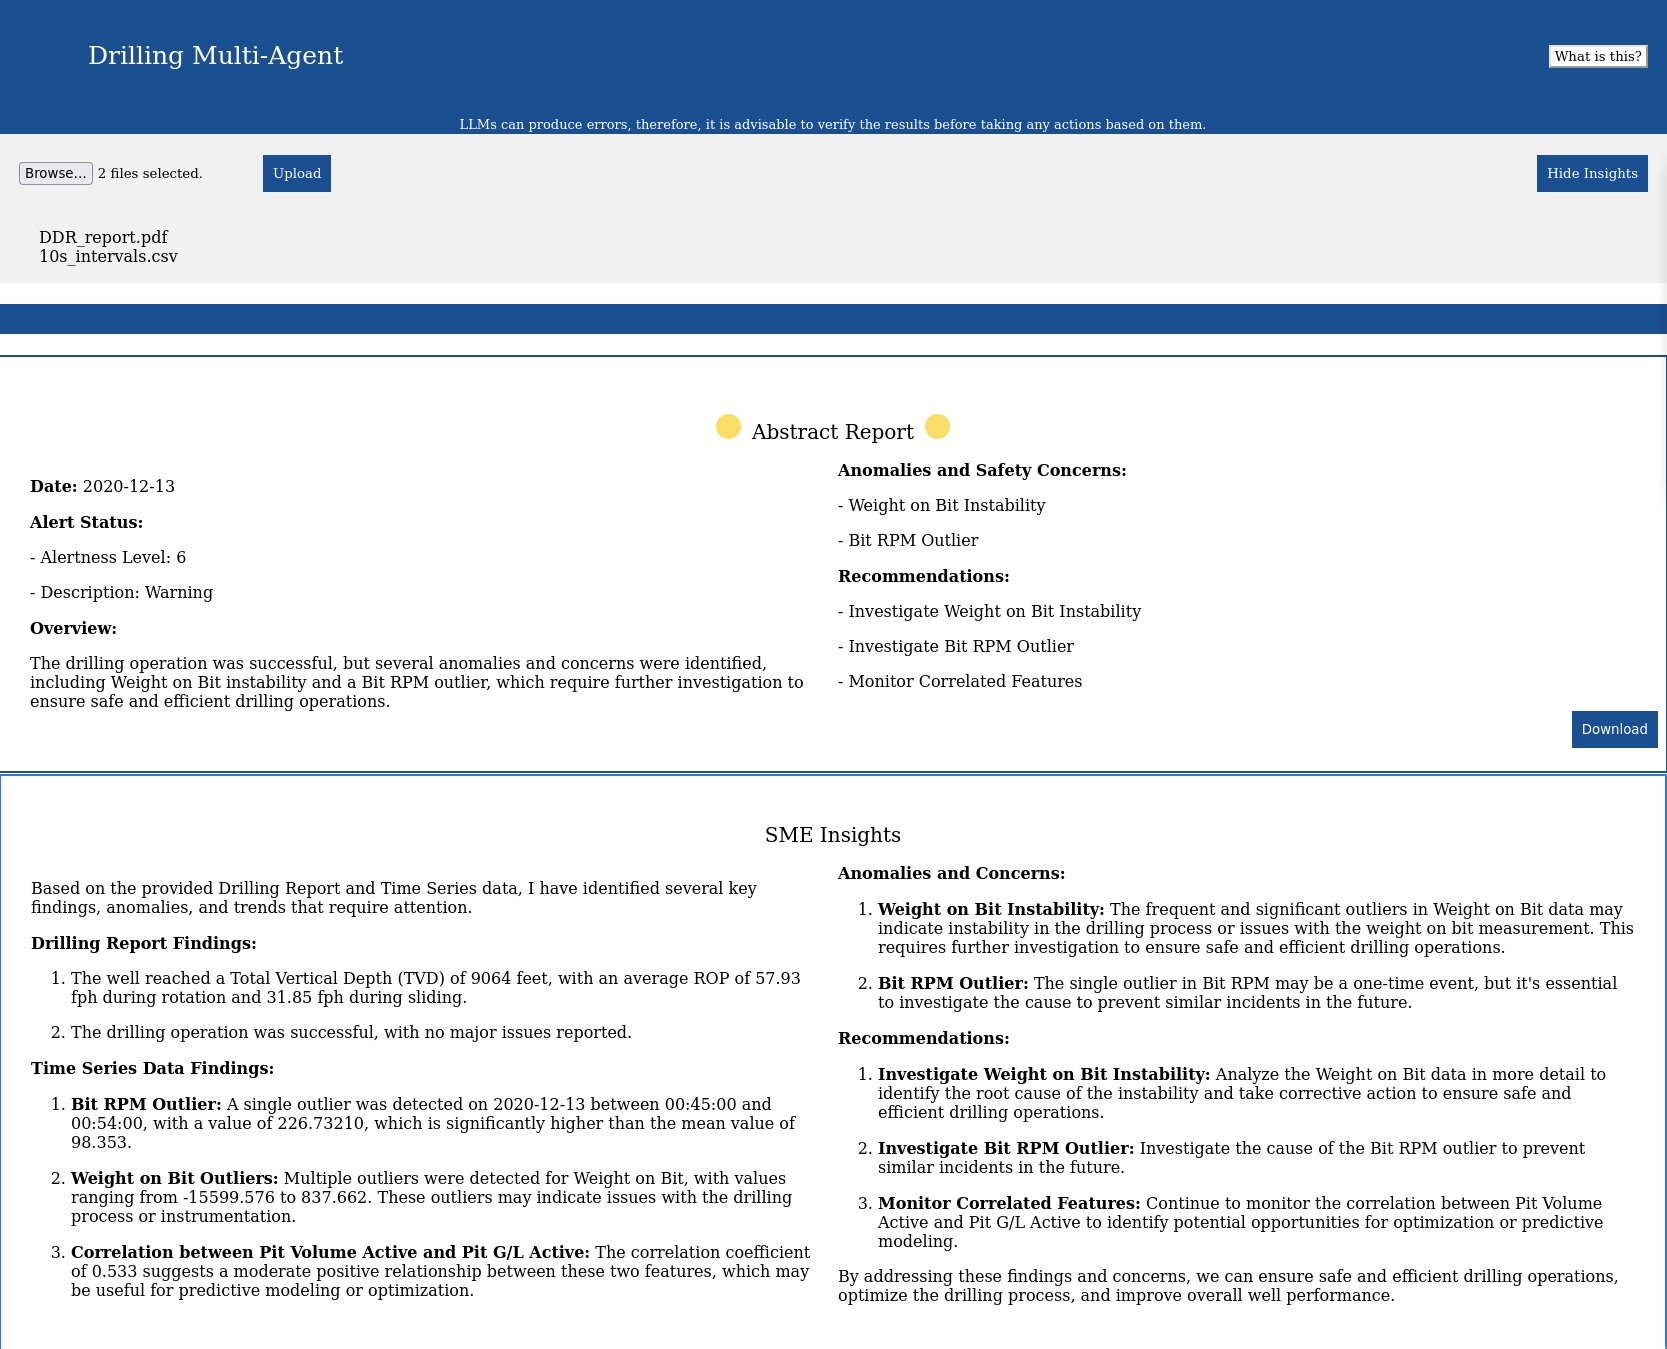 Drilling Multi-Agent
What is this?
LLMs can produce errors, therefore, it is advisable to verify the results before taking any actions based on them.
Browse... 2 files selected.
Upload
Hide Insights
DDR_report.pdf
10s_intervals.csv
Abstract Report
Date: 2020-12-13
Alert Status:
- Alertness Level: 6
- Description: Warning
Overview:
The drilling operation was successful, but several anomalies and concerns were identified,
including Weight on Bit instability and a Bit RPM outlier, which require further investigation to
ensure safe and efficient drilling operations.
Anomalies and Safety Concerns:
- Weight on Bit Instability
- Bit RPM Outlier
Recommendations:
- Investigate Weight on Bit Instability
- Investigate Bit RPM Outlier
- Monitor Correlated Features
Download
SME Insights
Based on the provided Drilling Report and Time Series data, I have identified several key
findings, anomalies, and trends that require attention.
Drilling Report Findings:
1. The well reached a Total Vertical Depth (TVD) of 9064 feet, with an average ROP of 57.93
fph during rotation and 31.85 fph during sliding.
2. The drilling operation was successful, with no major issues reported.
Time Series Data Findings:
1. Bit RPM Outlier: A single outlier was detected on 2020-12-13 between 00:45:00 and
00:54:00, with a value of 226.73210, which is significantly higher than the mean value of
98.353.
2. Weight on Bit Outliers: Multiple outliers were detected for Weight on Bit, with values
ranging from -15599.576 to 837.662. These outliers may indicate issues with the drilling
process or instrumentation.
3. Correlation between Pit Volume Active and Pit G/L Active: The correlation coefficient
of 0.533 suggests a moderate positive relationship between these two features, which may
be useful for predictive modeling or optimization.
Anomalies and Concerns:
1. Weight on Bit Instability: The frequent and significant outliers in Weight on Bit data may
indicate instability in the drilling process or issues with the weight on bit measurement. This
requires further investigation to ensure safe and efficient drilling operations.
2. Bit RPM Outlier: The single outlier in Bit RPM may be a one-time event, but it's essential
to investigate the cause to prevent similar incidents in the future.
Recommendations:
1. Investigate Weight on Bit Instability: Analyze the Weight on Bit data in more detail to
identify the root cause of the instability and take corrective action to ensure safe and
efficient drilling operations.
2. Investigate Bit RPM Outlier: Investigate the cause of the Bit RPM outlier to prevent
similar incidents in the future.
3. Monitor Correlated Features: Continue to monitor the correlation between Pit Volume
Active and Pit G/L Active to identify potential opportunities for optimization or predictive
modeling.
By addressing these findings and concerns, we can ensure safe and efficient drilling operations,
optimize the drilling process, and improve overall well performance.